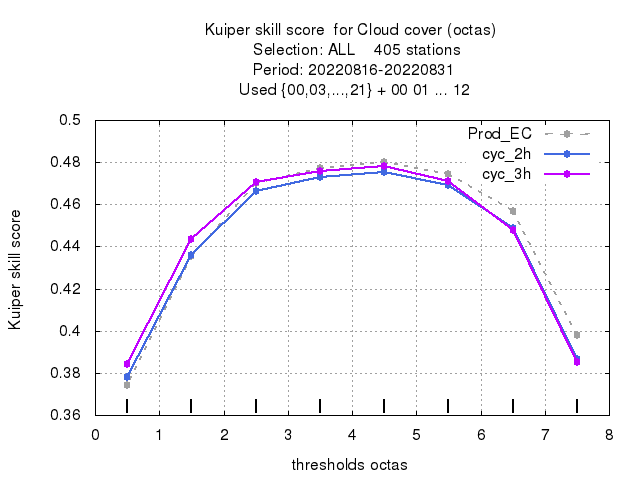 Kuiper skill score  for Cloud cover (octas)
Selection: ALL    405 stations
Period: 20220816-20220831
Used {00,03,...,21} + 00 01 ... 12
Prod_EC
cyc_2h
cyc_3h
0.5
0.48
0.46
0.44
0.42
0.4
0.38
0.36
Kuiper skill score
0 1 2 3 4 5 6 7 8
thresholds octas